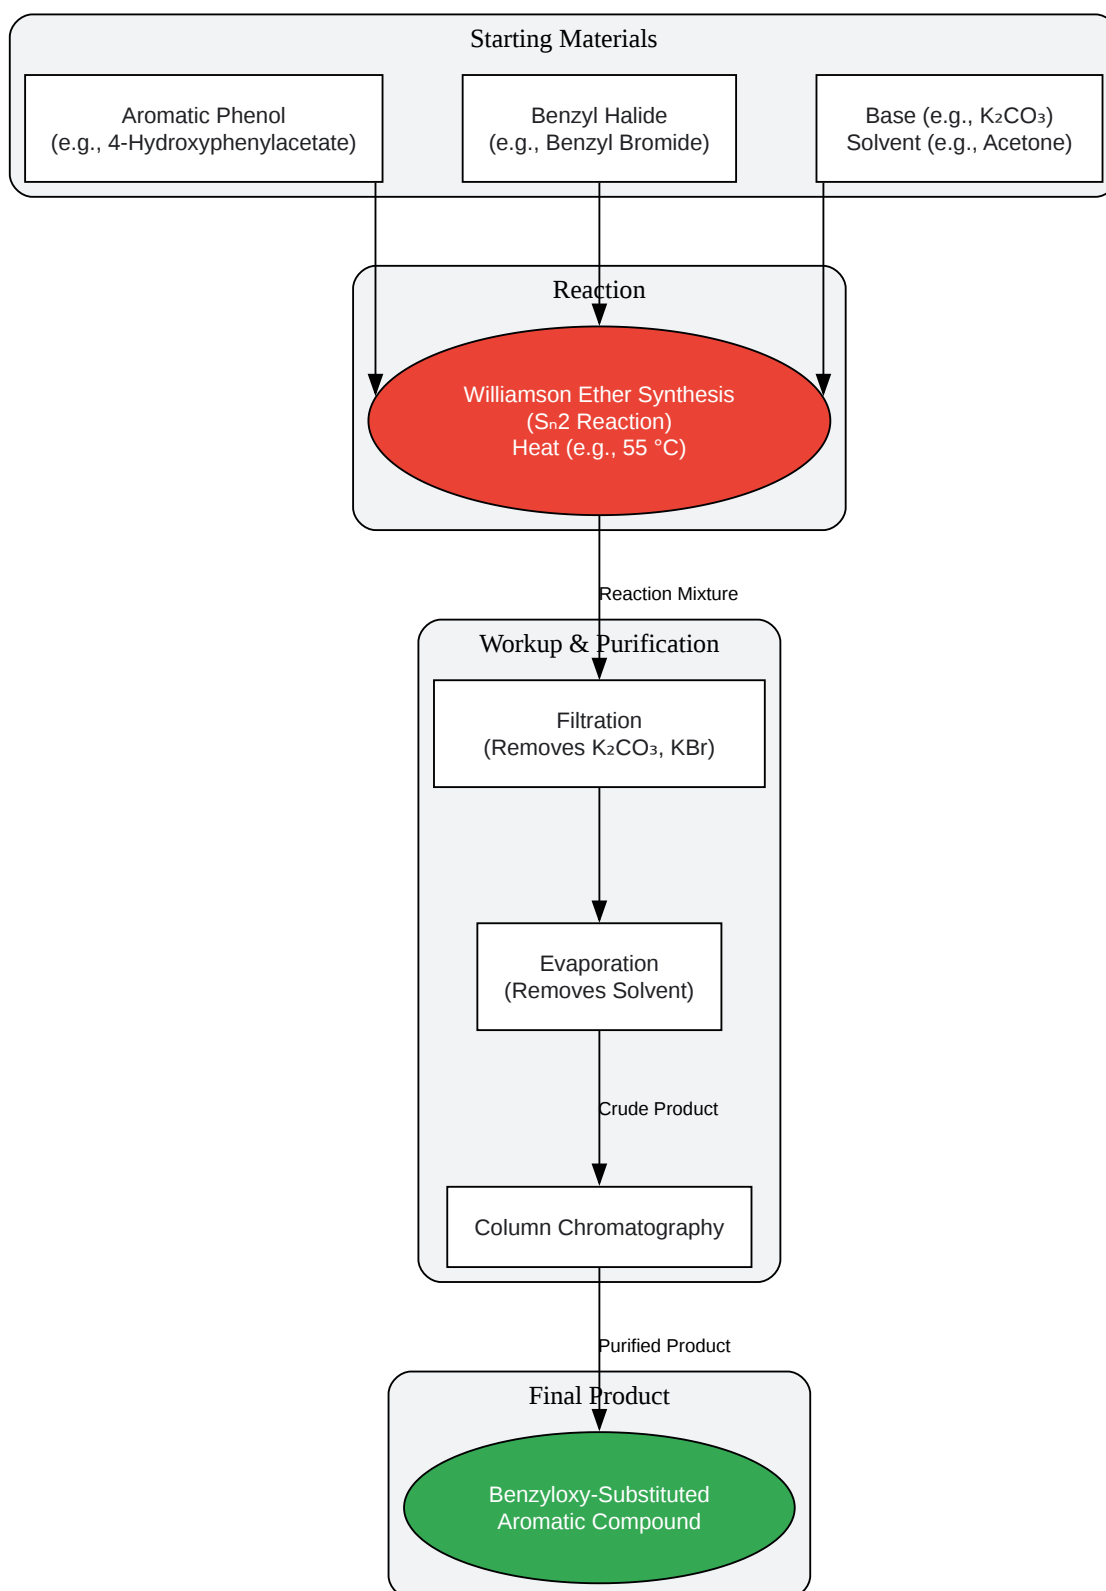 Starting Materials
Aromatic Phenol
(e.g., 4-Hydroxyphenylacetate)
Benzyl Halide
(e.g., Benzyl Bromide)
Base (e.g., K₂CO₃)
Solvent (e.g., Acetone)
Reaction
Williamson Ether Synthesis
(Sₙ2 Reaction)
Heat (e.g., 55 °C)
Reaction Mixture
Workup & Purification
Filtration
(Removes K₂CO₃, KBr)
Evaporation
(Removes Solvent)
Crude Product
Column Chromatography
Purified Product
Final Product
Benzyloxy-Substituted
Aromatic Compound